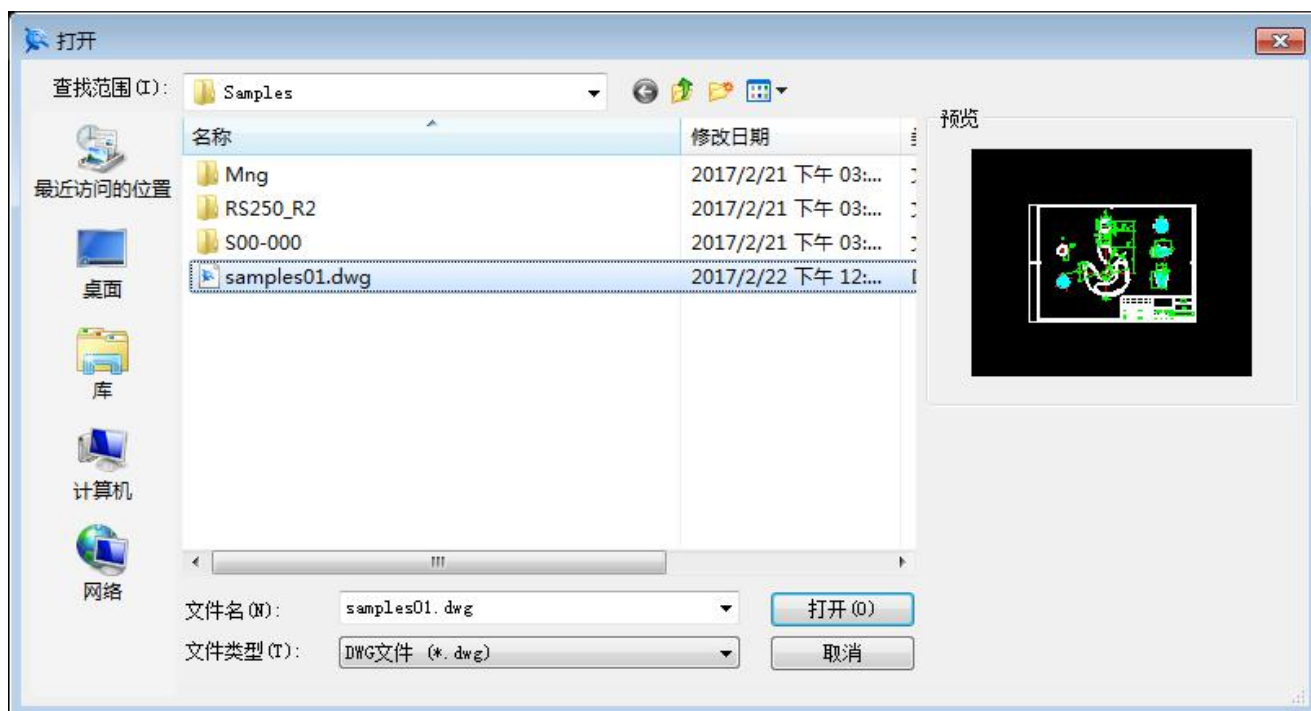 打开
查找范围(I):
Samples
预览
名称
修改日期
最近访问的位置
Mng
2017/2/21 下午 03:...
RS250_R2
2017/2/21 下午 03:...
S00-000
2017/2/21 下午 03:...
samples01.dwg
2017/2/22 下午 12:...
桌面
库
计算机
网络
文件名(N):
samples01.dwg
打开(O)
文件类型(T):
DWG文件 (*.dwg)
取消